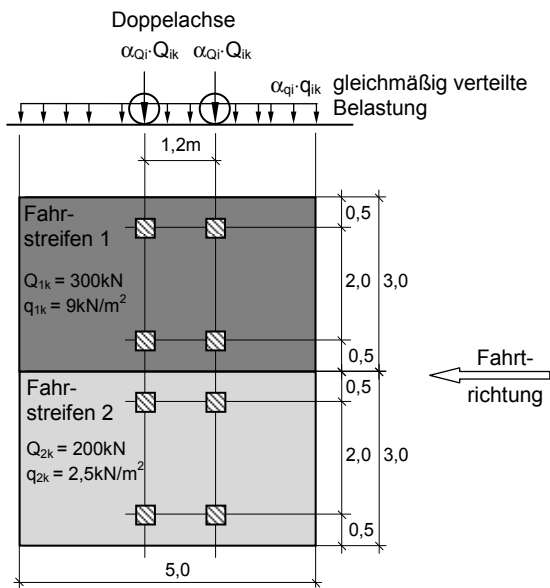 Doppelachse
αQi·Qik αQi·Qik
αqi·qik gleichmäßig verteilte
Belastung
1,2m
Fahr-
streifen 1
Q1k = 300kN
q1k = 9kN/m²
0,5
2,0 3,0
0,5
Fahr-
streifen 2
Q2k = 200kN
q2k = 2,5kN/m²
0,5
2,0 3,0
0,5
Fahrt-
richtung
5,0